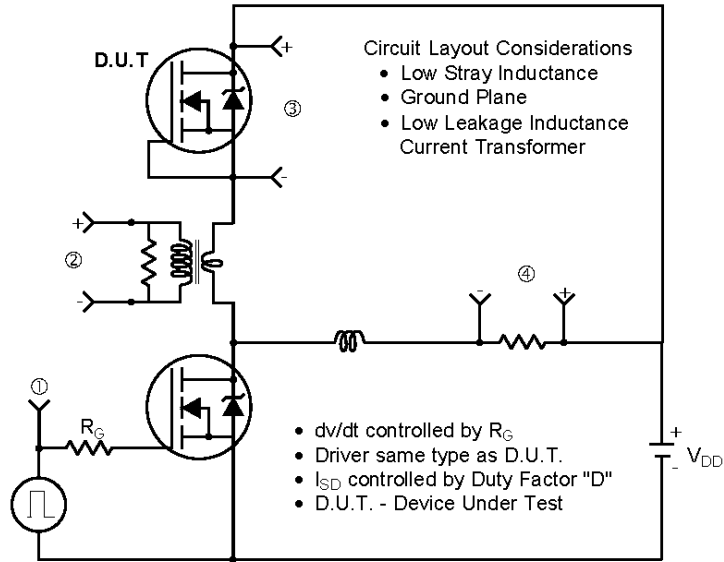 D.U.T
+
Circuit Layout Considerations
• Low Stray Inductance
• Ground Plane
• Low Leakage Inductance
Current Transformer
③
-
+
②
-
④
-
+
①
R_G
• dv/dt controlled by R_G
• Driver same type as D.U.T.
• I_SD controlled by Duty Factor "D"
• D.U.T. - Device Under Test
+
-
V_DD